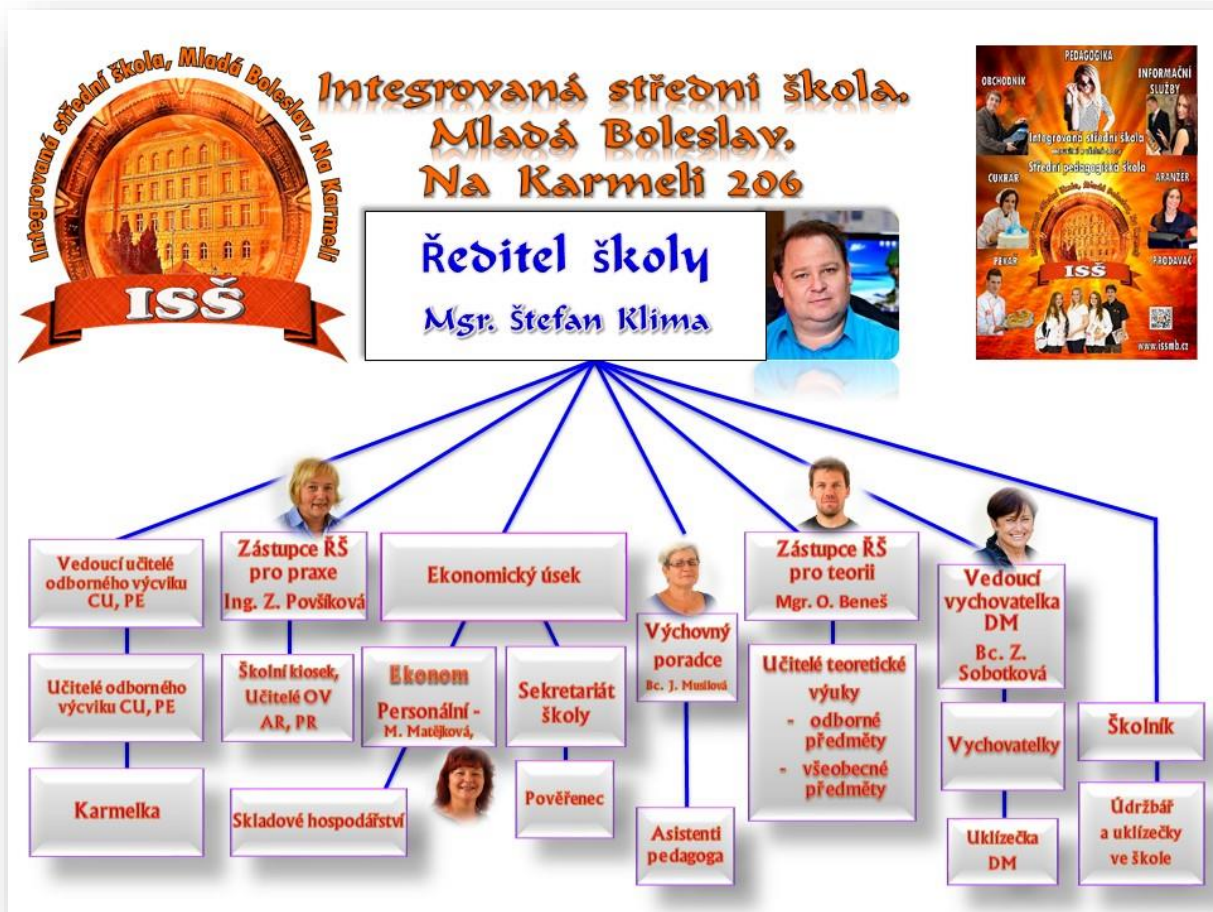 Integrovaná střední škola, Mladá Boleslav, Na Karmeli
ISŠ
Integrovaná střední škola,
Mladá Boleslav,
Na Karmeli 206
Ředitel školy
Mgr. Štefan Klima
PEDAGOGIKA
OBCHODNÍK
INFORMAČNÍ
SLUŽBY
Integrovaná střední škola
Střední pedagogická škola
CUKRÁŘ
ARANŽÉR
PEKAŘ
ISŠ
PRODAVAČ
www.issmb.cz
Vedoucí učitelé
odborného výcviku
CU, PE
Učitelé odborného
výcviku CU, PE
Karmelka
Zástupce ŘŠ
pro praxe
Ing. Z. Povšíková
Školní kiosek,
Učitelé OV
AR, PR
Ekonomický úsek
Ekonom
Personální -
M. Matějková,
Skladové hospodářství
Sekretariát
školy
Pověřenec
Výchovný
poradce
Bc. J. Musilová
Asistenti
pedagoga
Zástupce ŘŠ
pro teorii
Mgr. O. Beneš
Učitelé teoretické
výuky
- odborné
předměty
- všeobecné
předměty
Vedoucí
vychovatelka
DM
Bc. Z.
Sobotková
Vychovatelky
Uklízečka
DM
Školník
Údržbář
a uklízečky
ve škole